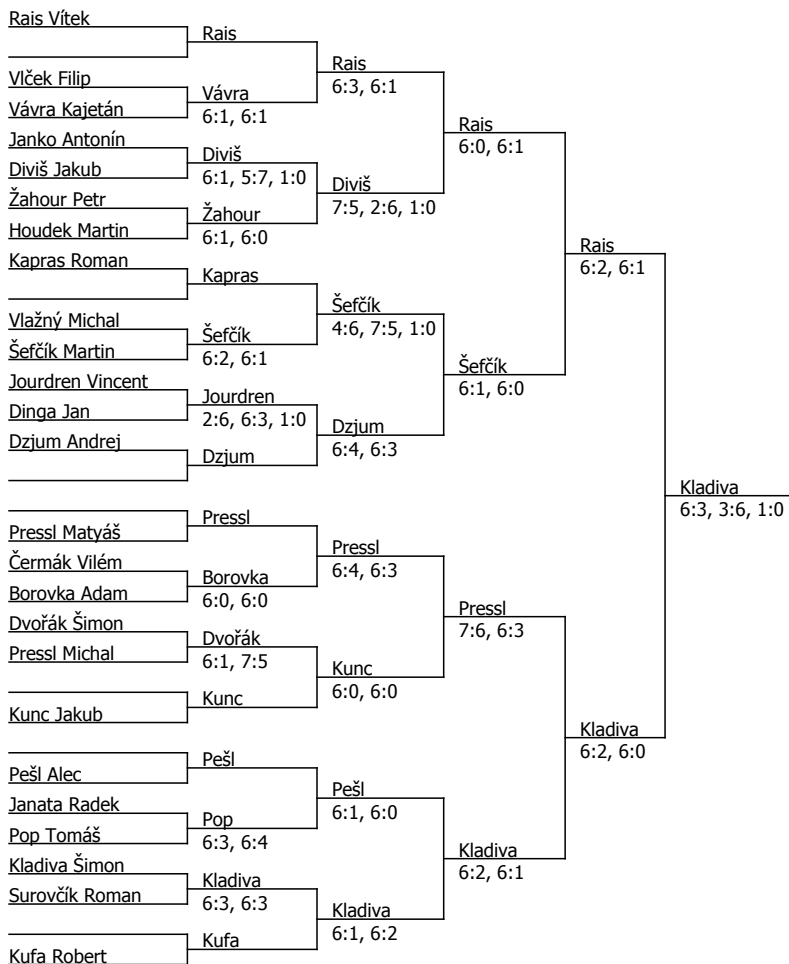 Rais Vítek
Vlček Filip
Vávra Kajetán
Janko Antonín
Diviš Jakub
Žahour Petr
Houdek Martin
Kapras Roman
Vlažný Michal
Šefčík Martin
Jourdren Vincent
Dinga Jan
Dzjum Andrej
Pressl Matyáš
Čermák Vilém
Borovka Adam
Dvořák Šimon
Pressl Michal
Kunc Jakub
Pešl Alec
Janata Radek
Pop Tomáš
Kladiva Šimon
Surovčík Roman
Kufa Robert
Rais
Vávra
6:1, 6:1
Diviš
6:1, 5:7, 1:0
Žahour
6:1, 6:0
Kapras
Šefčík
6:2, 6:1
Jourdren
2:6, 6:3, 1:0
Dzjum
Pressl
Borovka
6:0, 6:0
Dvořák
6:1, 7:5
Kunc
Pešl
Pop
6:3, 6:4
Kladiva
6:3, 6:3
Kufa
Rais
6:3, 6:1
Diviš
7:5, 2:6, 1:0
Šefčík
4:6, 7:5, 1:0
Dzjum
6:4, 6:3
Pressl
6:4, 6:3
Kunc
6:0, 6:0
Pešl
6:1, 6:0
Kladiva
6:1, 6:2
Rais
6:0, 6:1
Šefčík
6:1, 6:0
Pressl
7:6, 6:3
Kladiva
6:2, 6:1
Rais
6:2, 6:1
Kladiva
6:2, 6:0
Kladiva
6:3, 3:6, 1:0